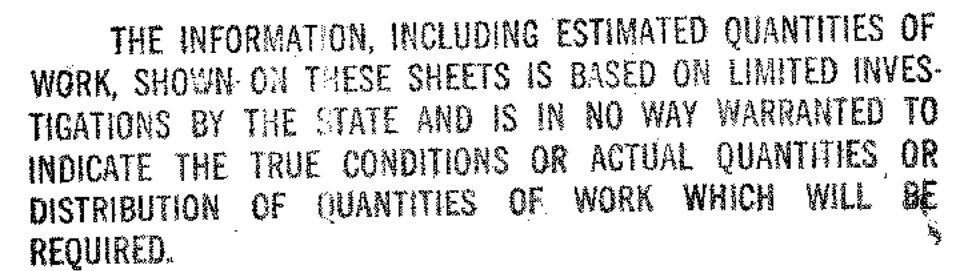 THE INFORMATION, INCLUDING ESTIMATED QUANTITIES OF
WORK, SHOWN ON THESE SHEETS IS BASED ON LIMITED INVES-
TIGATIONS BY THE STATE AND IS IN NO WAY WARRANTED TO
INDICATE THE TRUE CONDITIONS OR ACTUAL QUANTITIES OR
DISTRIBUTION OF QUANTITIES OF WORK WHICH WILL BE
REQUIRED.